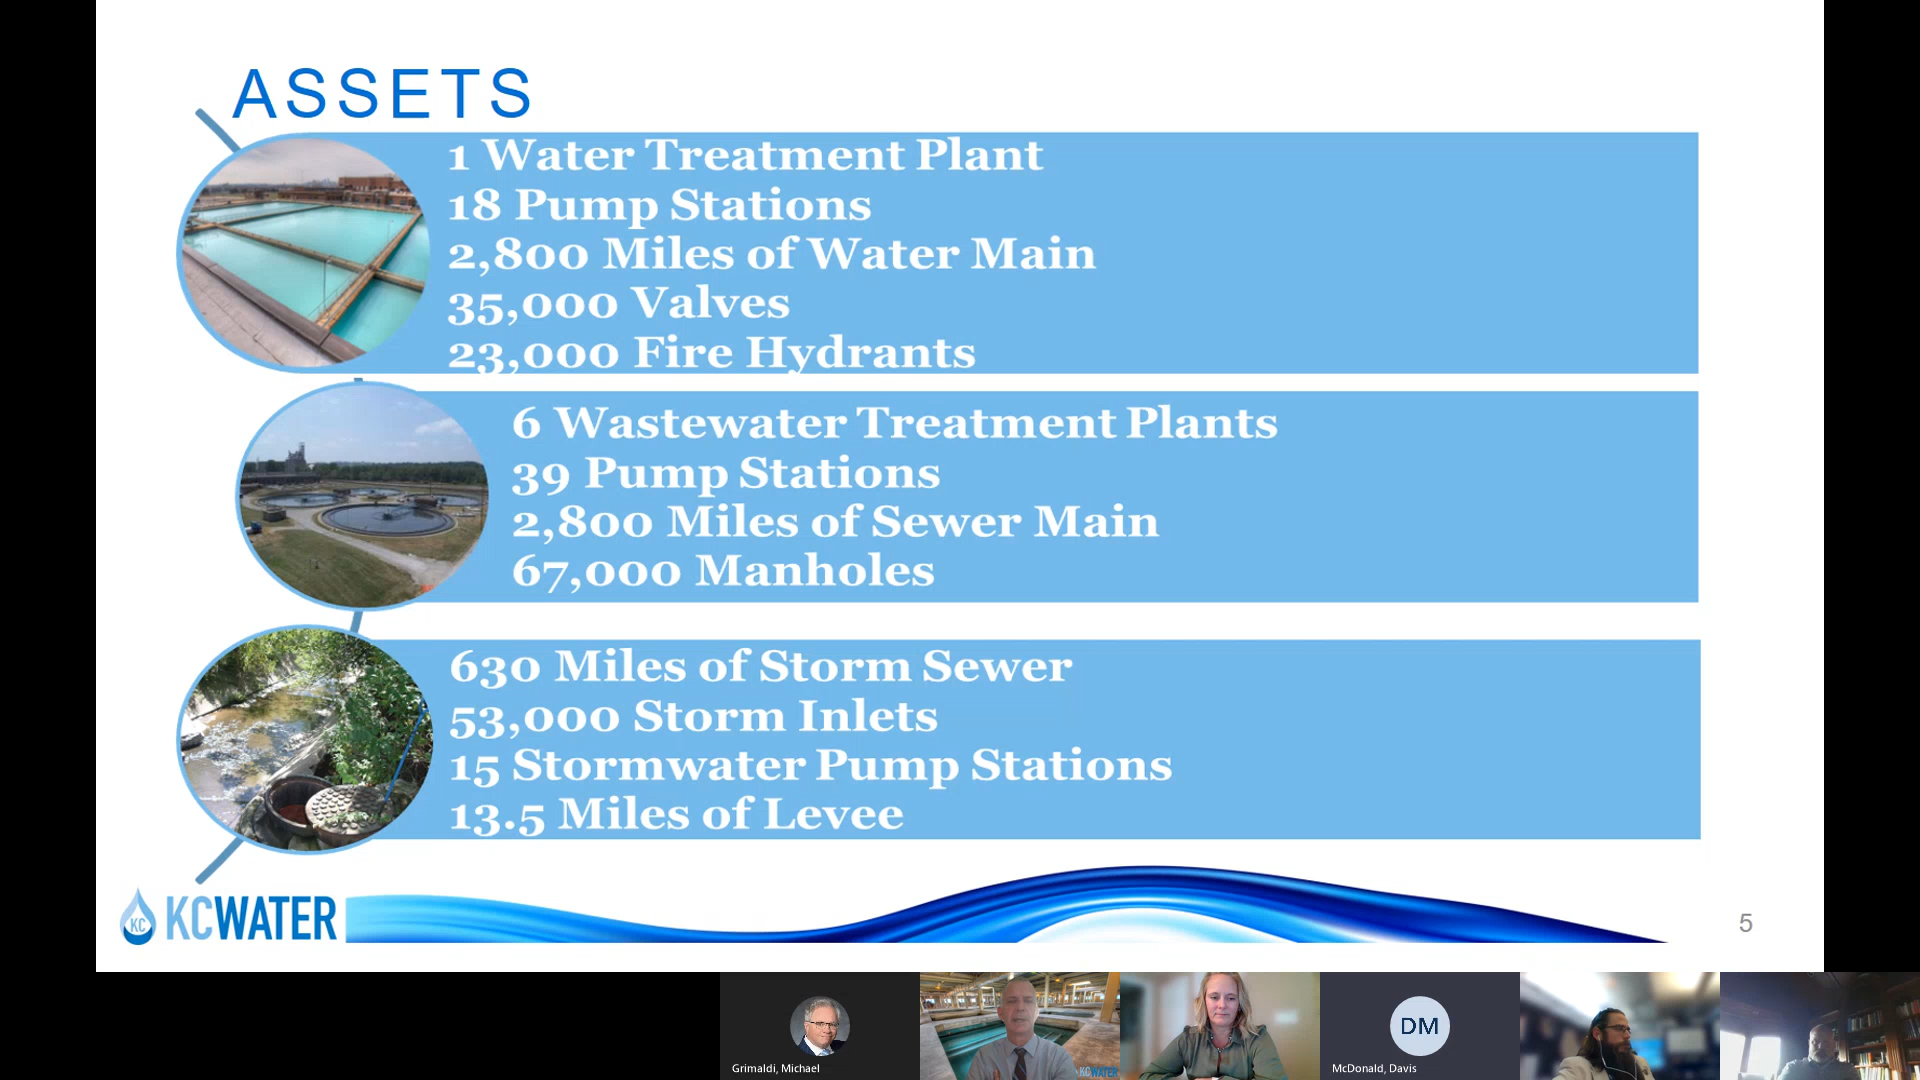 ASSETS
1 Water Treatment Plant
18 Pump Stations
2,800 Miles of Water Main
35,000 Valves
23,000 Fire Hydrants
6 Wastewater Treatment Plants
39 Pump Stations
2,800 Miles of Sewer Main
67,000 Manholes
630 Miles of Storm Sewer
53,000 Storm Inlets
15 Stormwater Pump Stations
13.5 Miles of Levee
KC
KCWATER
5
Grimaldi, Michael
KCWATER
DM
McDonald, Davis